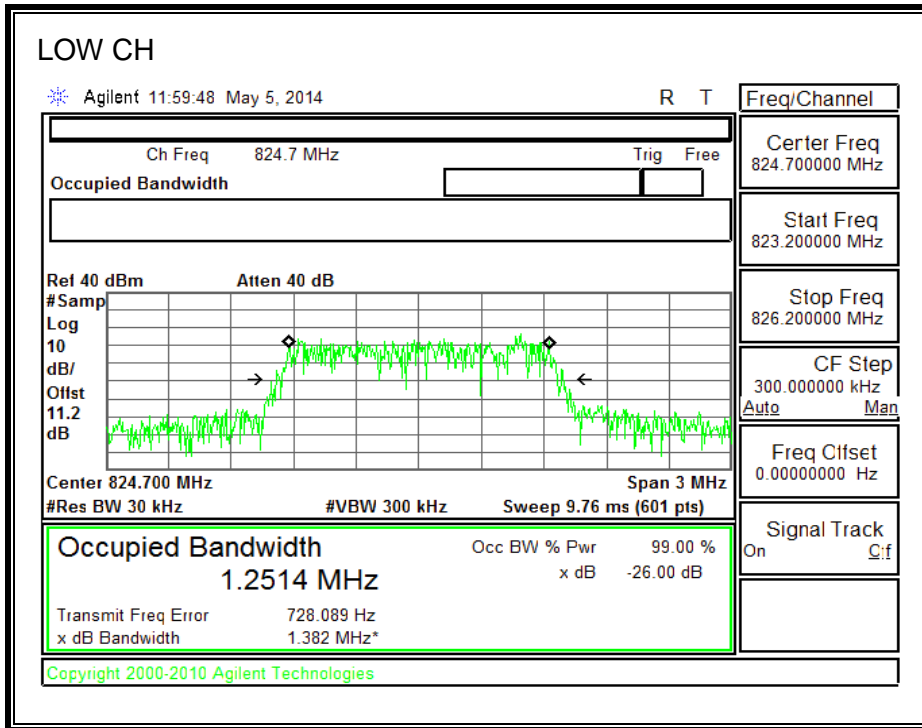 LOW CH
Agilent 11:59:48 May 5, 2014 R T
Freq/Channel
Ch Freq 824.7 MHz Trig Free
Occupied Bandwidth
Center Freq
824.700000 MHz
Start Freq
823.200000 MHz
Stop Freq
826.200000 MHz
CF Step
300.000000 kHz
Auto Man
Freq Offset
0.00000000 Hz
Signal Track
On Off
Ref 40 dBm Atten 40 dB
#Samp
Log
10
dB/
Offst
11.2
dB
Center 824.700 MHz Span 3 MHz
#Res BW 30 kHz #VBW 300 kHz Sweep 9.76 ms (601 pts)
Occupied Bandwidth Occ BW % Pwr 99.00 %
1.2514 MHz x dB -26.00 dB
Transmit Freq Error 728.089 Hz
x dB Bandwidth 1.382 MHz*
Copyright 2000-2010 Agilent Technologies